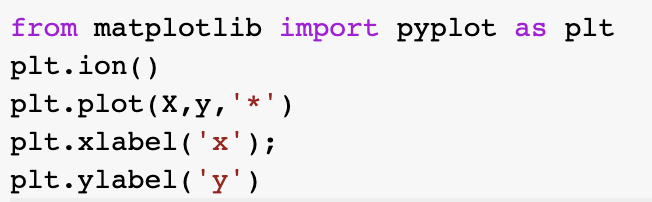 from matplotlib import pyplot as plt
plt.ion()
plt.plot(X,y,'*')
plt.xlabel('x');
plt.ylabel('y')